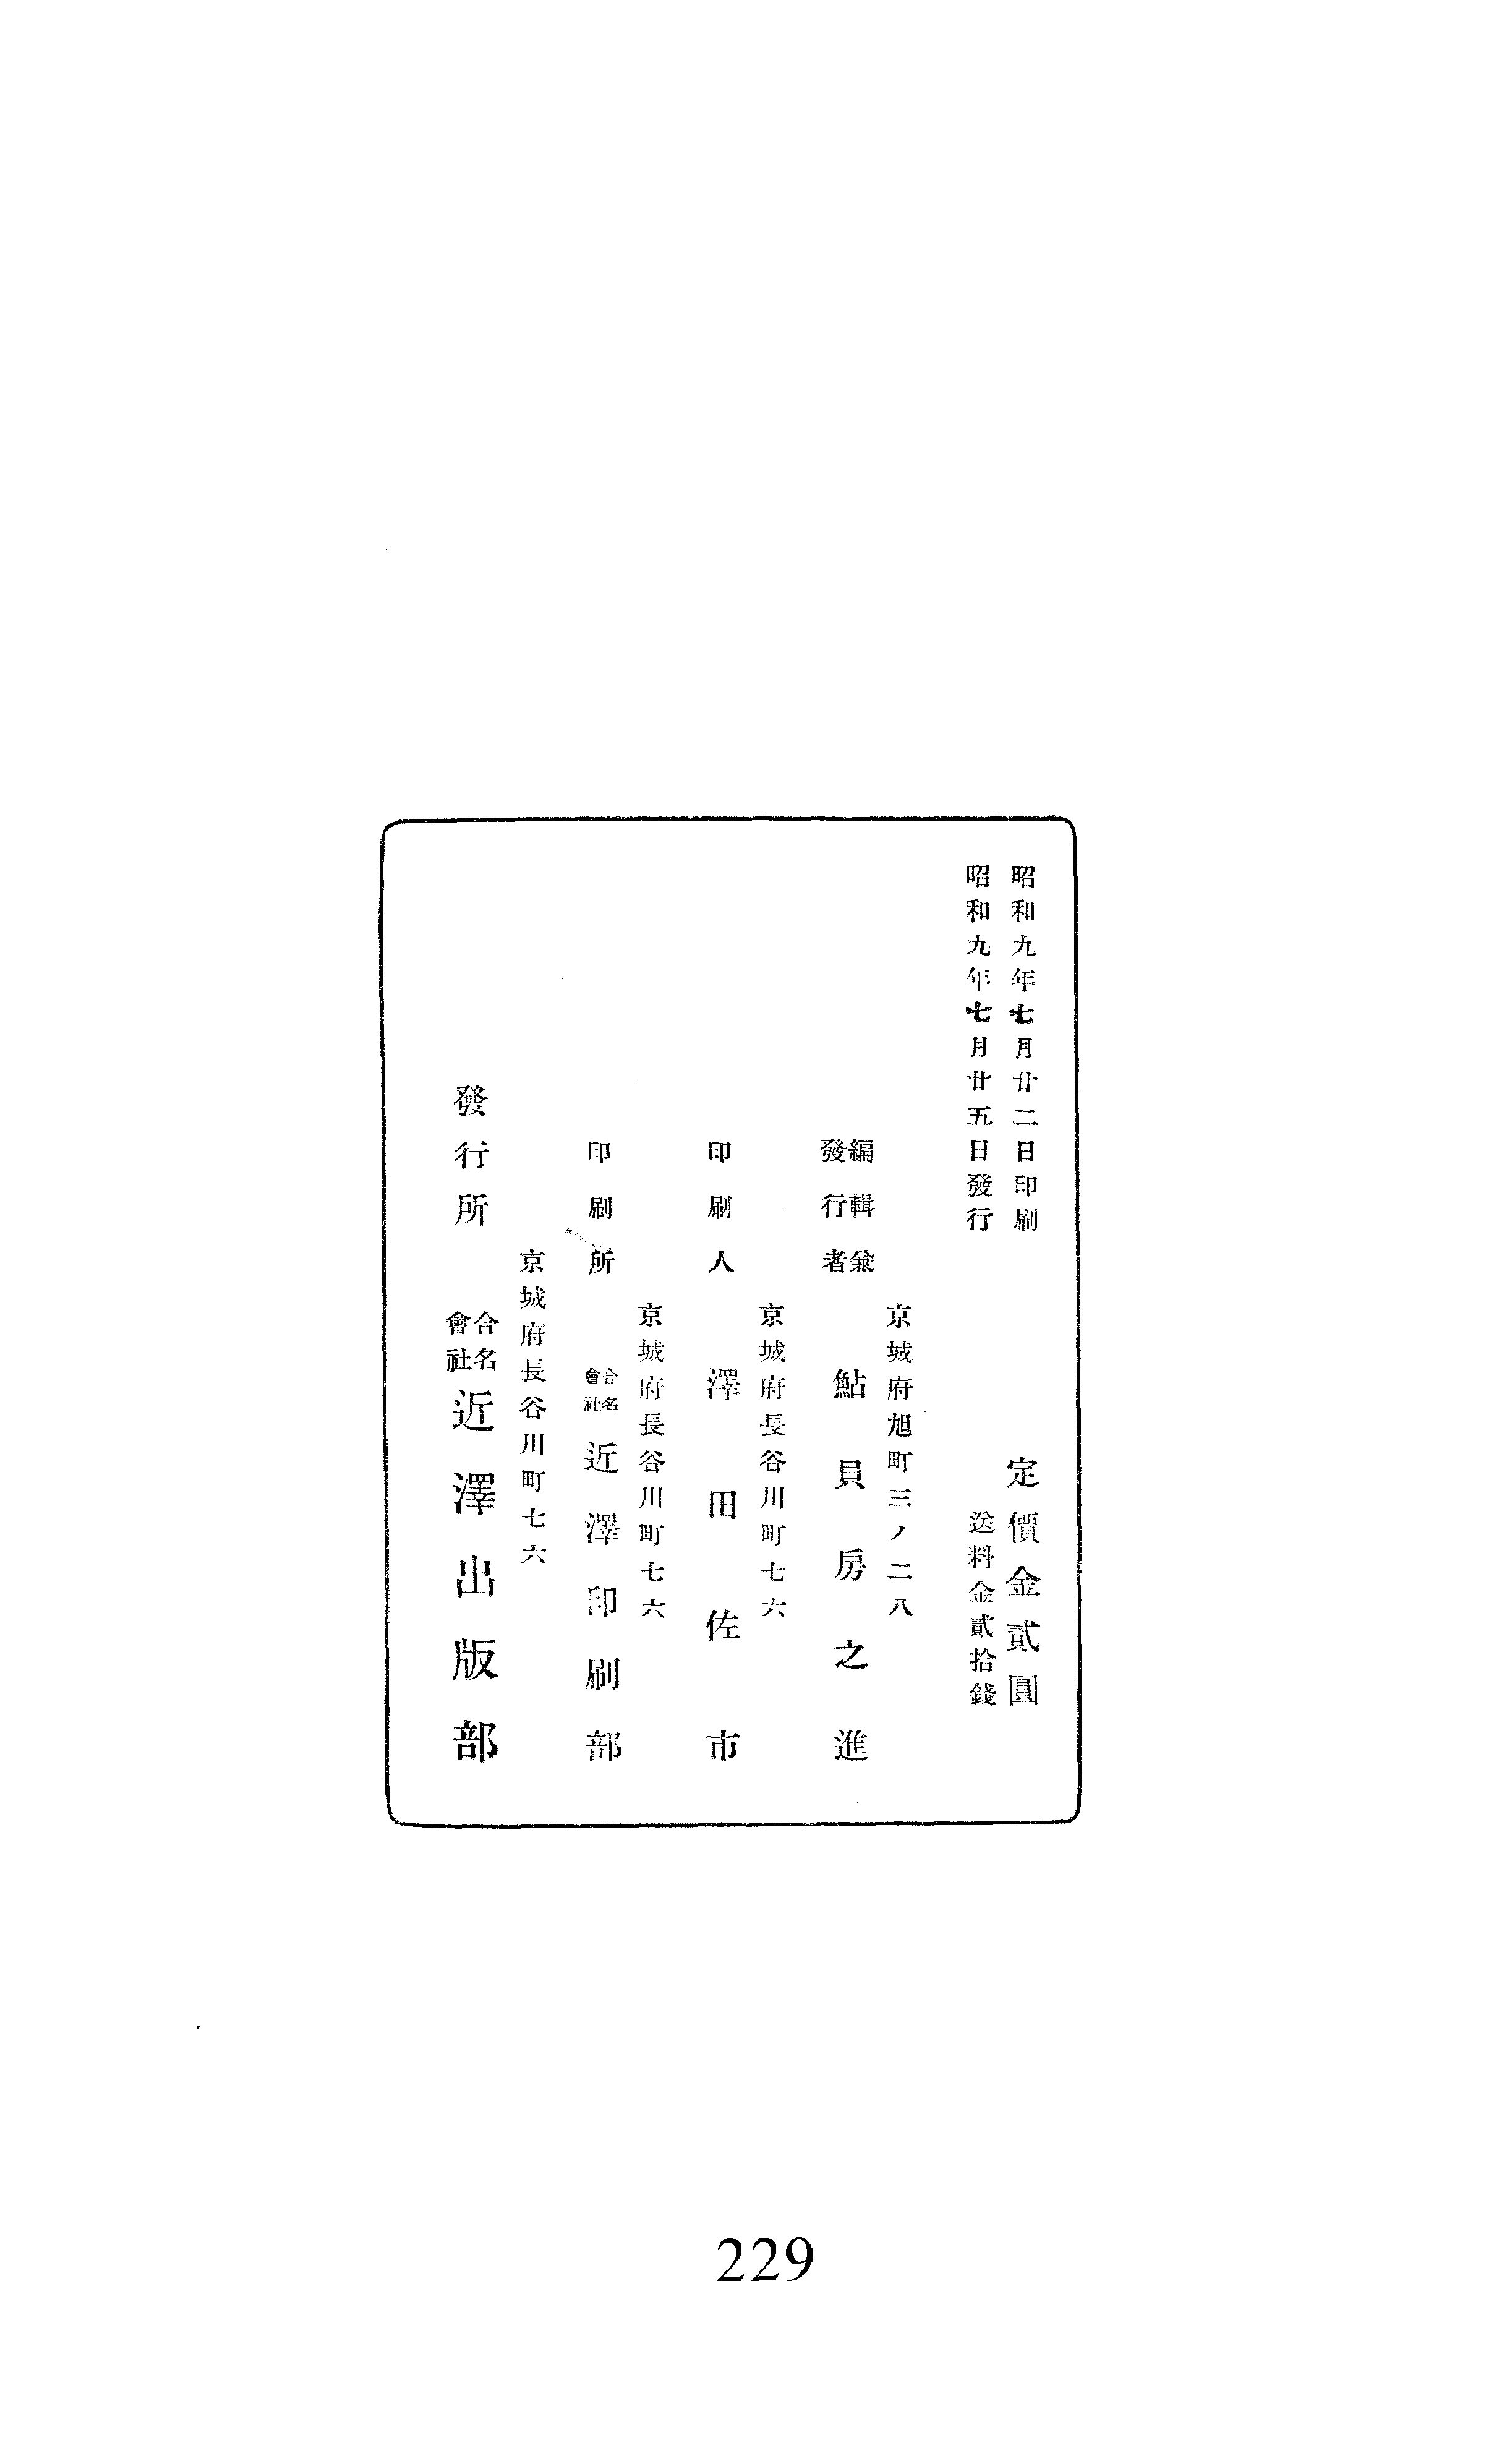 昭和九年七月廿二日印刷
昭和九年七月廿五日發行
定價金貳圓
送料金貳拾錢
京城府旭町三ノ二八
編輯兼
發行者
鮎貝房之進
京城府長谷川町七六
印刷人
澤田佐市
京城府長谷川町七六
印刷所
合名
會社
近澤印刷部
京城府長谷川町七六
發行所
合名
會社
近澤出版部
229